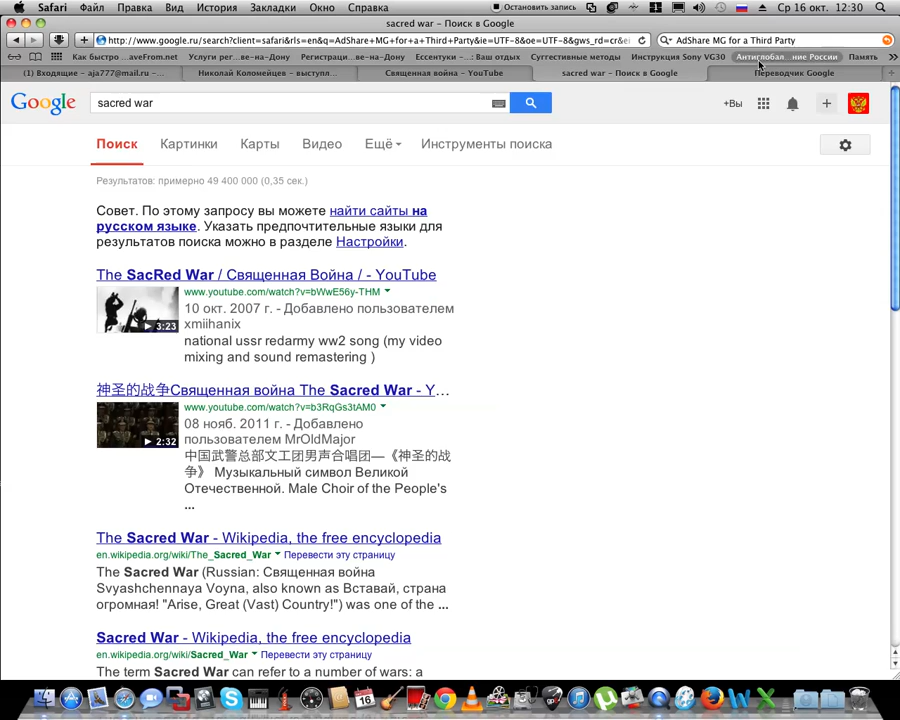 Safari Файл Правка Вид История Закладки Окно Справка Остановить запись Ср 16 окт. 12:30
sacred war – Поиск в Google
http://www.google.ru/search?client=safari&rls=en&q=AdShare+MG+for+a+Third+Party&ie=UTF-8&oe=UTF-8&gws_rd=cr&ei AdShare MG for a Third Party
Как быстро п...aveFrom.net Услуги рег...ве-на-Дону Регистрация...ве-на-Дону Ессентуки –...: Ваш отдых Суггестивные методы Инструкция Sony VG30 Антиглобал...ние России Память
(1) Входящие – aja777@mail.ru –... Николай Коломейцев – выступл... Священная война – YouTube sacred war – Поиск в Google Переводчик Google
Google sacred war +Вы
Поиск Картинки Карты Видео Ещё Инструменты поиска
Результатов: примерно 49 400 000 (0,35 сек.)
Совет. По этому запросу вы можете найти сайты на
русском языке. Указать предпочтительные языки для
результатов поиска можно в разделе Настройки.
The SacRed War / Священная Война / - YouTube
www.youtube.com/watch?v=bWwE56y-THM
10 окт. 2007 г. - Добавлено пользователем
xmiihanix
3:23
national ussr redarmy ww2 song (my video
mixing and sound remastering )
神圣的战争Священная война The Sacred War - Y...
www.youtube.com/watch?v=b3RqGs3tAM0
08 нояб. 2011 г. - Добавлено
пользователем MrOldMajor
2:32
中国武警总部文工团男声合唱团—《神圣的战
争》 Музыкальный символ Великой
Отечественной. Male Choir of the People's
...
The Sacred War - Wikipedia, the free encyclopedia
en.wikipedia.org/wiki/The_Sacred_War Перевести эту страницу
The Sacred War (Russian: Священная война
Svyashchennaya Voyna, also known as Вставай, страна
огромная! "Arise, Great (Vast) Country!") was one of the ...
Sacred War - Wikipedia, the free encyclopedia
en.wikipedia.org/wiki/Sacred_War Перевести эту страницу
The term Sacred War can refer to a number of wars: a